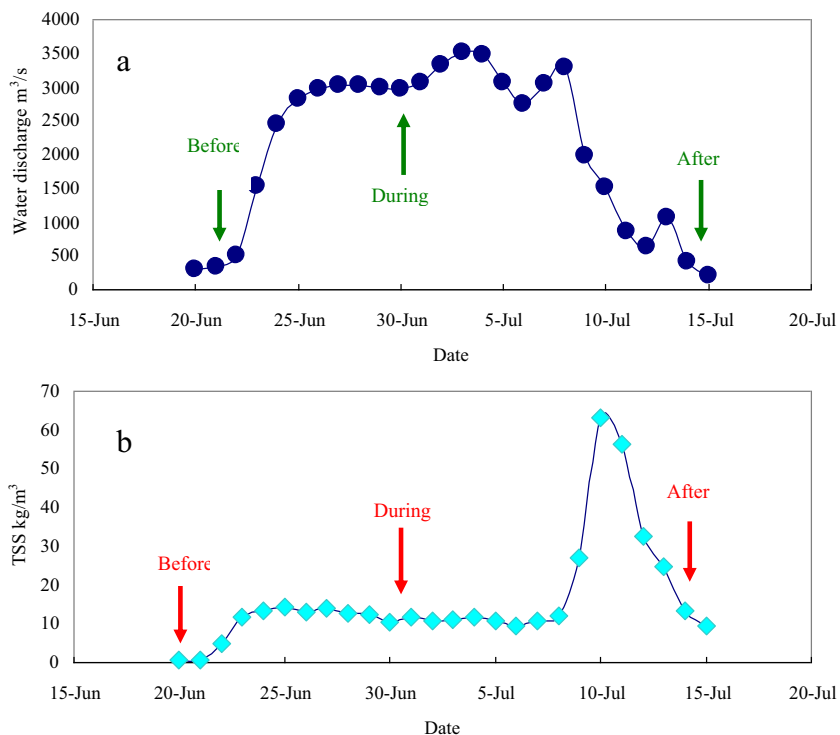 4000
3500
3000
2500
2000
1500
1000
500
0
Water discharge m³/s
a
Before
During
After
15-Jun 20-Jun 25-Jun 30-Jun 5-Jul 10-Jul 15-Jul 20-Jul
Date
70
60
50
40
30
20
10
0
TSS kg/m³
b
Before
During
After
15-Jun 20-Jun 25-Jun 30-Jun 5-Jul 10-Jul 15-Jul 20-Jul
Date